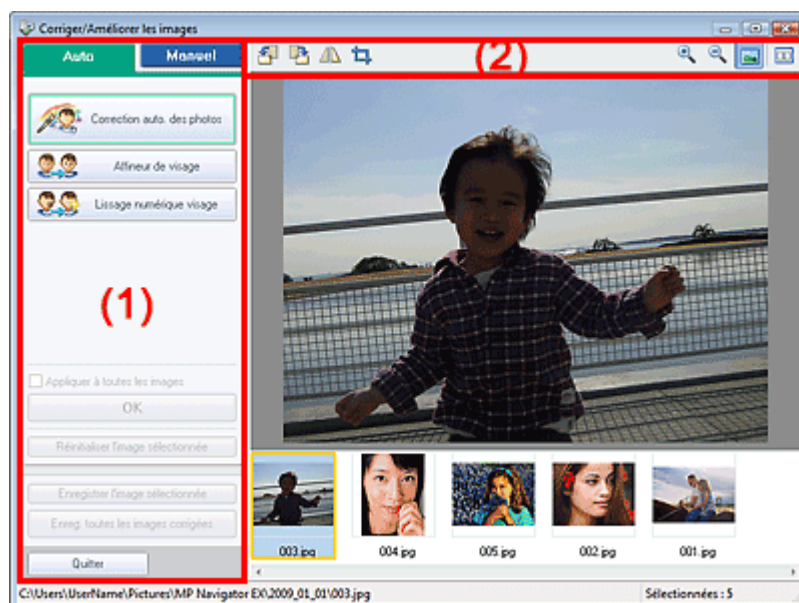 Corriger/Améliorer les images
Auto Manuel
(2)
Correction auto. des photos
Affineur de visage
Lissage numérique visage
(1)
Appliquer à toutes les images
OK
Réinitialiser l'image sélectionnée
Enregistrer l'image sélectionnée
Enreg. toutes les images corrigées
Quitter
003.jpg 004.jpg 005.jpg 002.jpg 001.jpg
C:\Users\UserName\Pictures\MP Navigator EX\2009_01_01\003.jpg Sélectionnées : 5